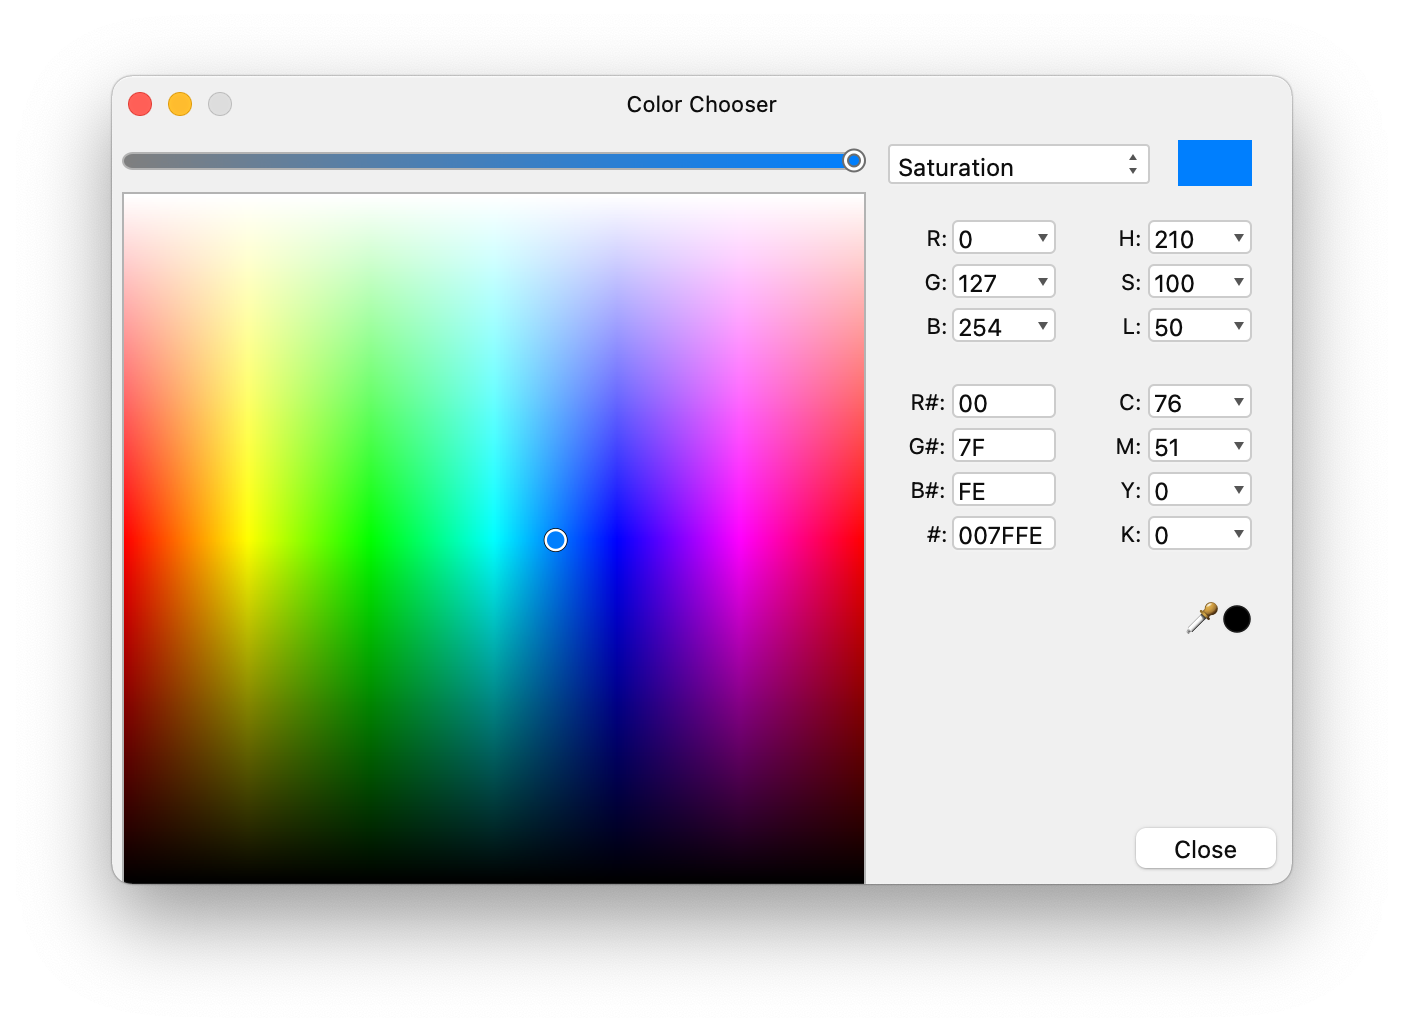 Color Chooser
Saturation
R: 0 H: 210
G: 127 S: 100
B: 254 L: 50
R#: 00 C: 76
G#: 7F M: 51
B#: FE Y: 0
#: 007FFE K: 0
Close